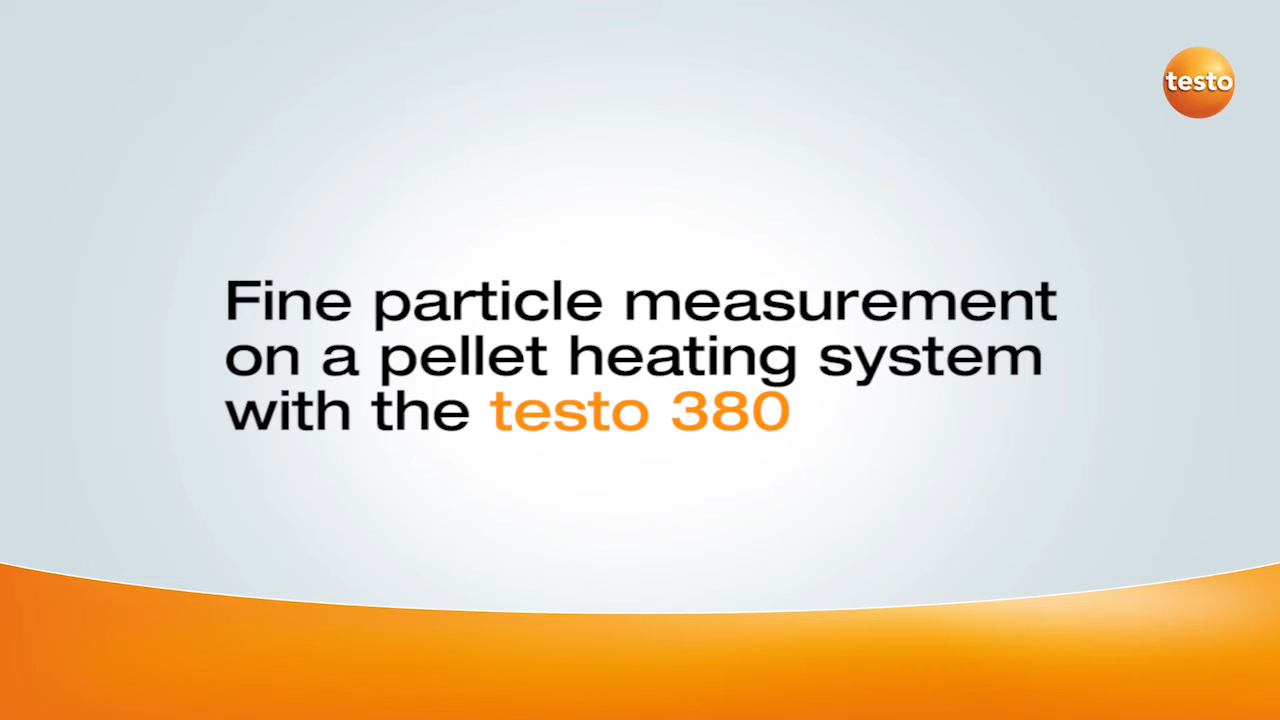 testo
Fine particle measurement
on a pellet heating system
with the testo 380